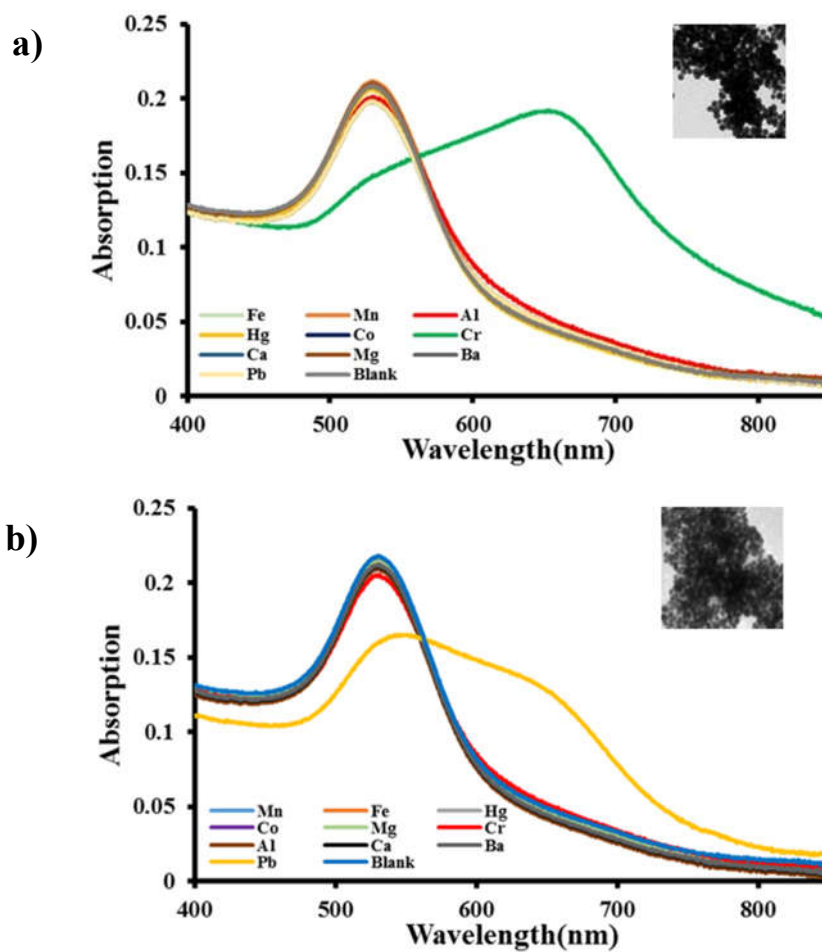 a)
0.25
0.2
0.15
0.1
0.05
0
Absorption
Fe Mn Al
Hg Co Cr
Ca Mg Ba
Pb Blank
400 500 600 700 800
Wavelength(nm)
b)
0.25
0.2
0.15
0.1
0.05
0
Absorption
Mn Fe Hg
Co Mg Cr
Al Ca Ba
Pb Blank
400 500 600 700 800
Wavelength(nm)